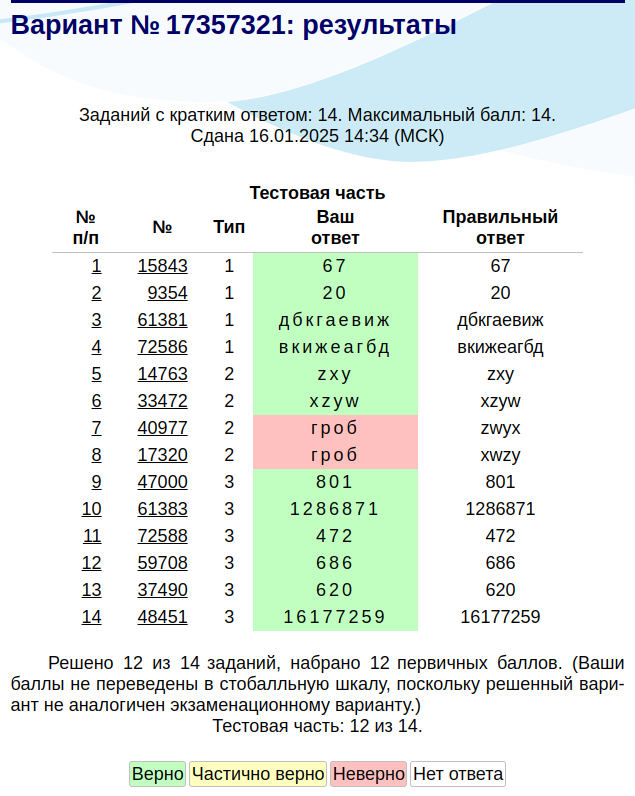 Вариант № 17357321: результаты
Заданий с кратким ответом: 14. Максимальный балл: 14.
Сдана 16.01.2025 14:34 (МСК)
Тестовая часть
№ п/п № Тип Ваш ответ Правильный ответ
1 15843 1 67 67
2 9354 1 20 20
3 61381 1 дбкгаевиж дбкгаевиж
4 72586 1 вкижеагбд вкижеагбд
5 14763 2 zxy zxy
6 33472 2 xzyw xzyw
7 40977 2 гроб zwyx
8 17320 2 гроб xwzy
9 47000 3 801 801
10 61383 3 1286871 1286871
11 72588 3 472 472
12 59708 3 686 686
13 37490 3 620 620
14 48451 3 16177259 16177259
Решено 12 из 14 заданий, набрано 12 первичных баллов. (Ваши
баллы не переведены в стобалльную шкалу, поскольку решенный вари-
ант не аналогичен экзаменационному варианту.)
Тестовая часть: 12 из 14.
Верно Частично верно Неверно Нет ответа